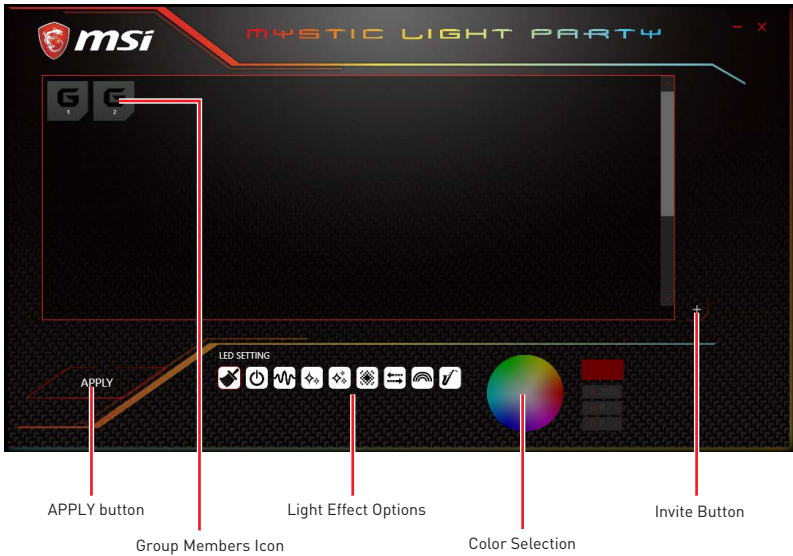 msi
MYSTIC LIGHT PARTY
G G
1 2
LED SETTING
APPLY
APPLY button
Light Effect Options
Invite Button
Group Members Icon
Color Selection